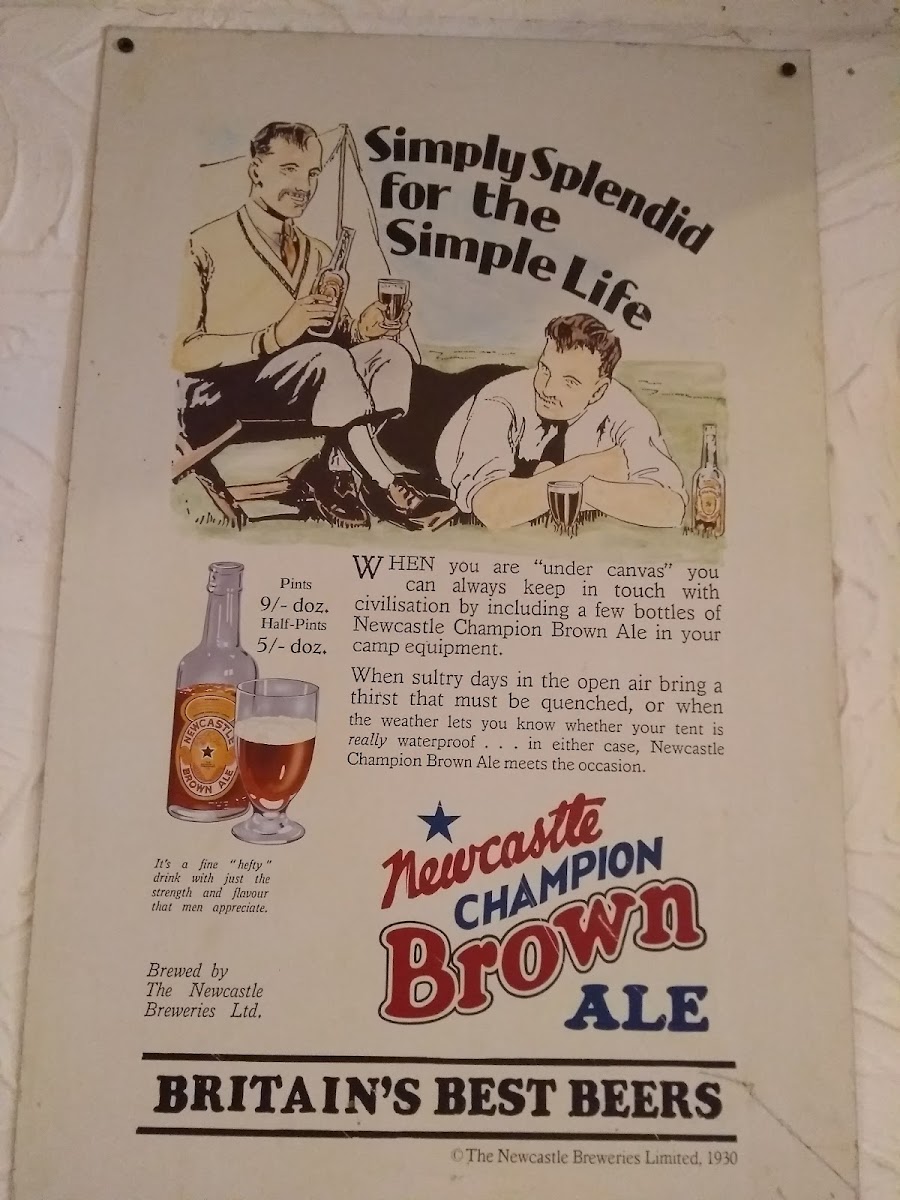 Simply Splendid
for the
Simple Life
WHEN you are “under canvas” you
can always keep in touch with
civilisation by including a few bottles of
Newcastle Champion Brown Ale in your
camp equipment.
When sultry days in the open air bring a
thirst that must be quenched, or when
the weather lets you know whether your tent is
really waterproof . . . in either case, Newcastle
Champion Brown Ale meets the occasion.
Pints
9/- doz.
Half-Pints
5/- doz.
NEWCASTLE
BROWN ALE
It's a fine "hefty"
drink with just the
strength and flavour
that men appreciate.
Brewed by
The Newcastle
Breweries Ltd.
Newcastle
CHAMPION
Brown
ALE
BRITAIN'S BEST BEERS
©The Newcastle Breweries Limited, 1930